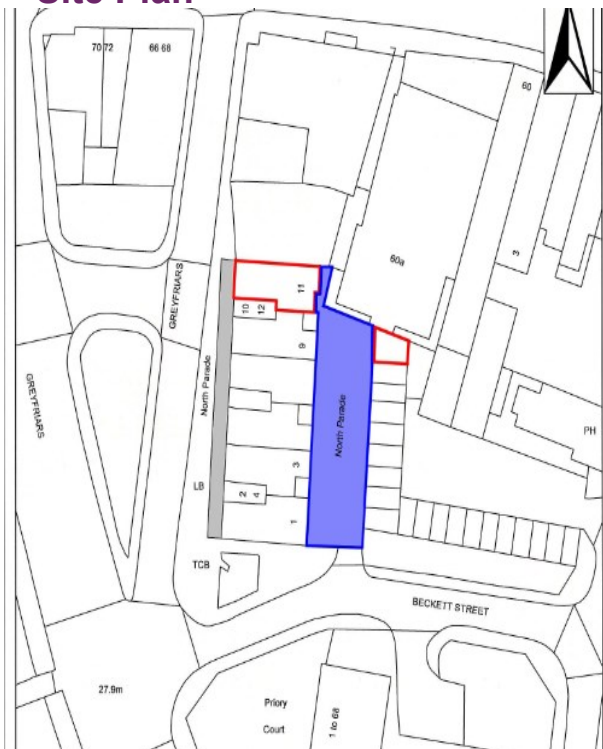 Site Plan
70 72
66 68
60
3
60a
GREYFRIARS
11
10
12
9
North Parade
GREYFRIARS
North Parade
PH
LB
2
4
3
1
TCB
BECKETT STREET
27.9m
Priory
Court
1 to 68